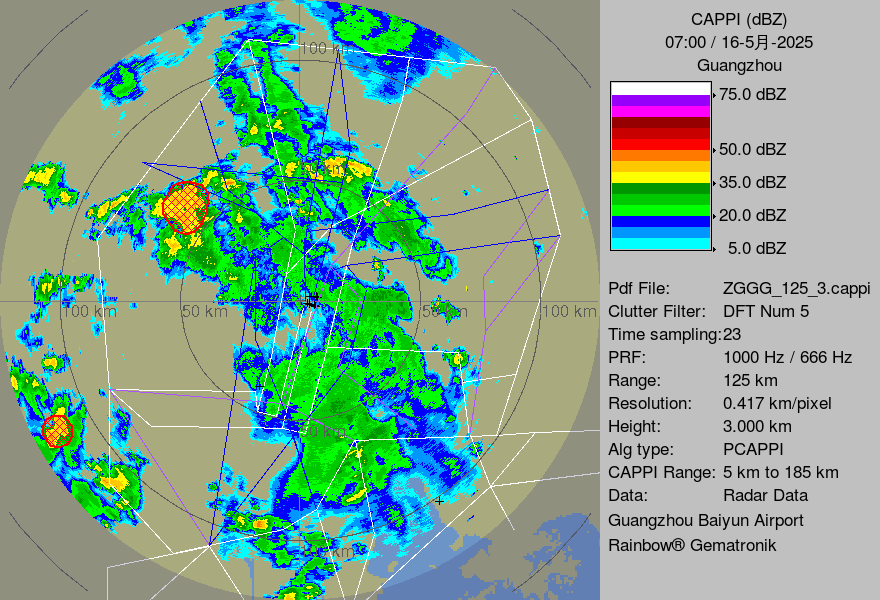 100 km
100 km
50 km
50 km
100 km
50 km
100 km
CAPPI (dBZ)
07:00 / 16-5月-2025
Guangzhou
75.0 dBZ
50.0 dBZ
35.0 dBZ
20.0 dBZ
5.0 dBZ
Pdf File: ZGGG_125_3.cappi
Clutter Filter: DFT Num 5
Time sampling:23
PRF: 1000 Hz / 666 Hz
Range: 125 km
Resolution: 0.417 km/pixel
Height: 3.000 km
Alg type: PCAPPI
CAPPI Range: 5 km to 185 km
Data: Radar Data
Guangzhou Baiyun Airport
Rainbow® Gematronik